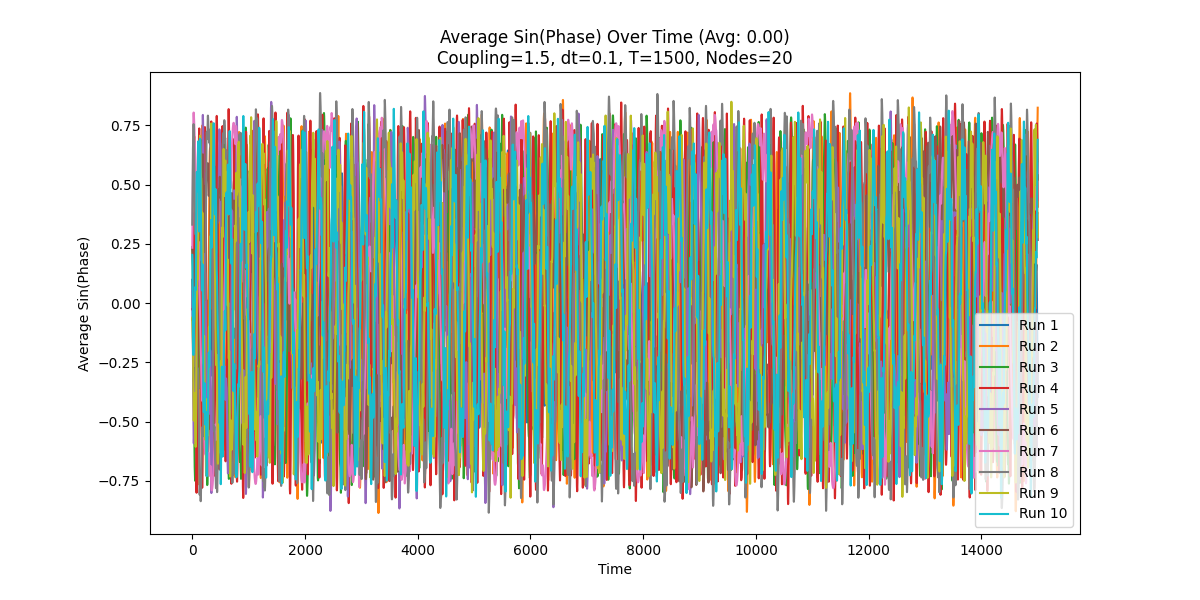 Average Sin(Phase) Over Time (Avg: 0.00)
Coupling=1.5, dt=0.1, T=1500, Nodes=20
Average Sin(Phase)
0.75
0.50
0.25
0.00
−0.25
−0.50
−0.75
Run 1
Run 2
Run 3
Run 4
Run 5
Run 6
Run 7
Run 8
Run 9
Run 10
0 2000 4000 6000 8000 10000 12000 14000
Time